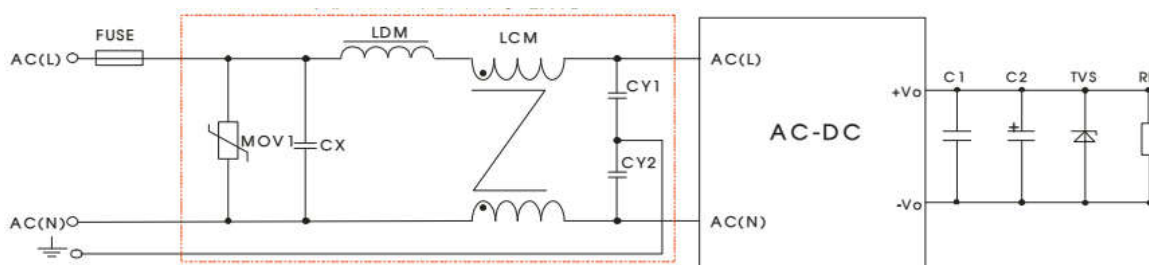 FUSE
LDM
LCM
AC(L)
AC(L)
C1
C2
TVS
CY1
+Vo
MOV1
CX
AC-DC
CY2
AC(N)
AC(N)
-Vo